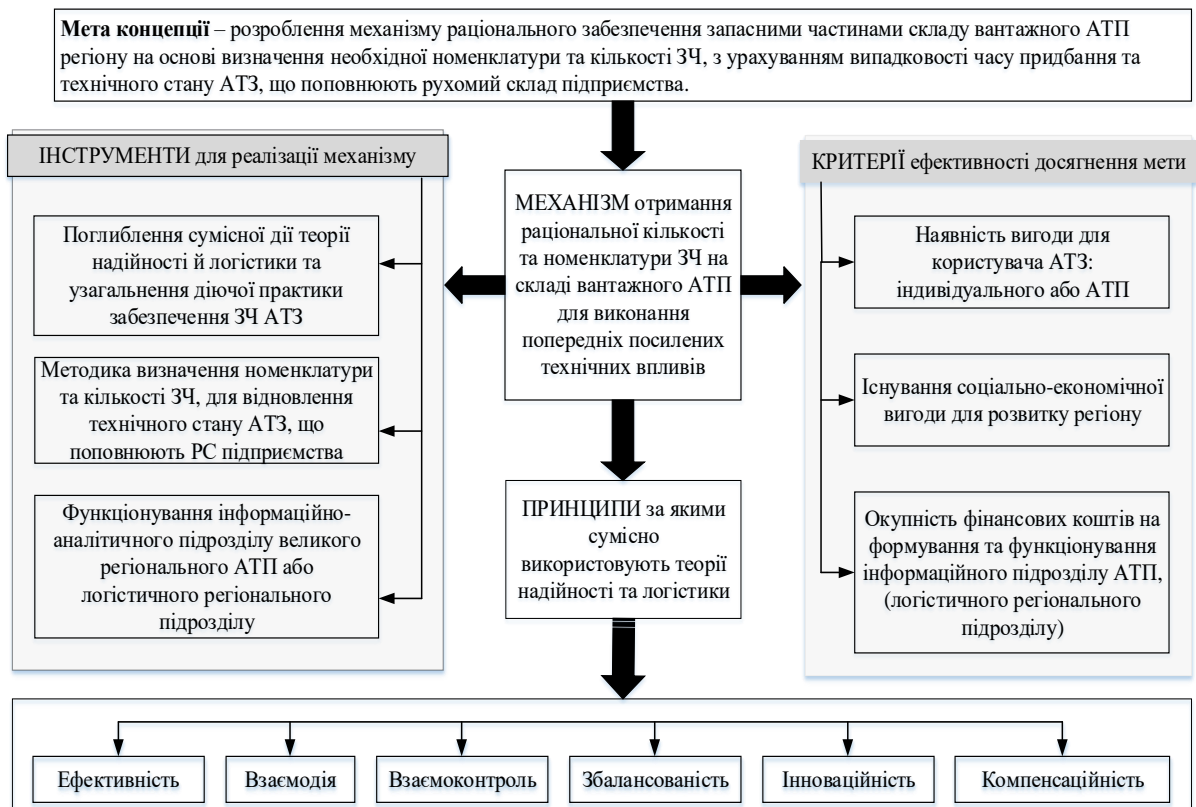 Мета концепції – розроблення механізму раціонального забезпечення запасними частинами складу вантажного АТП
регіону на основі визначення необхідної номенклатури та кількості ЗЧ, з урахуванням випадковості часу придбання та
технічного стану АТЗ, що поповнюють рухомий склад підприємства.
ІНСТРУМЕНТИ для реалізації механізму
Поглиблення сумісної дії теорії
надійності й логістики та
узагальнення діючої практики
забезпечення ЗЧ АТЗ
Методика визначення номенклатури
та кількості ЗЧ, для відновлення
технічного стану АТЗ, що
поповнюють РС підприємства
Функціонування інформаційно-
аналітичного підрозділу великого
регіонального АТП або
логістичного регіонального
підрозділу
МЕХАНІЗМ отримання
раціональної кількості
та номенклатури ЗЧ на
складі вантажного АТП
для виконання
попередніх посилених
технічних впливів
ПРИНЦИПИ за якими
сумісно
використовують теорії
надійності та логістики
КРИТЕРІЇ ефективності досягнення мети
Наявність вигоди для
користувача АТЗ:
індивідуального або АТП
Існування соціально-економічної
вигоди для розвитку регіону
Окупність фінансових коштів на
формування та функціонування
інформаційного підрозділу АТП,
(логістичного регіонального
підрозділу)
Ефективність
Взаємодія
Взаємоконтроль
Збалансованість
Інноваційність
Компенсаційність